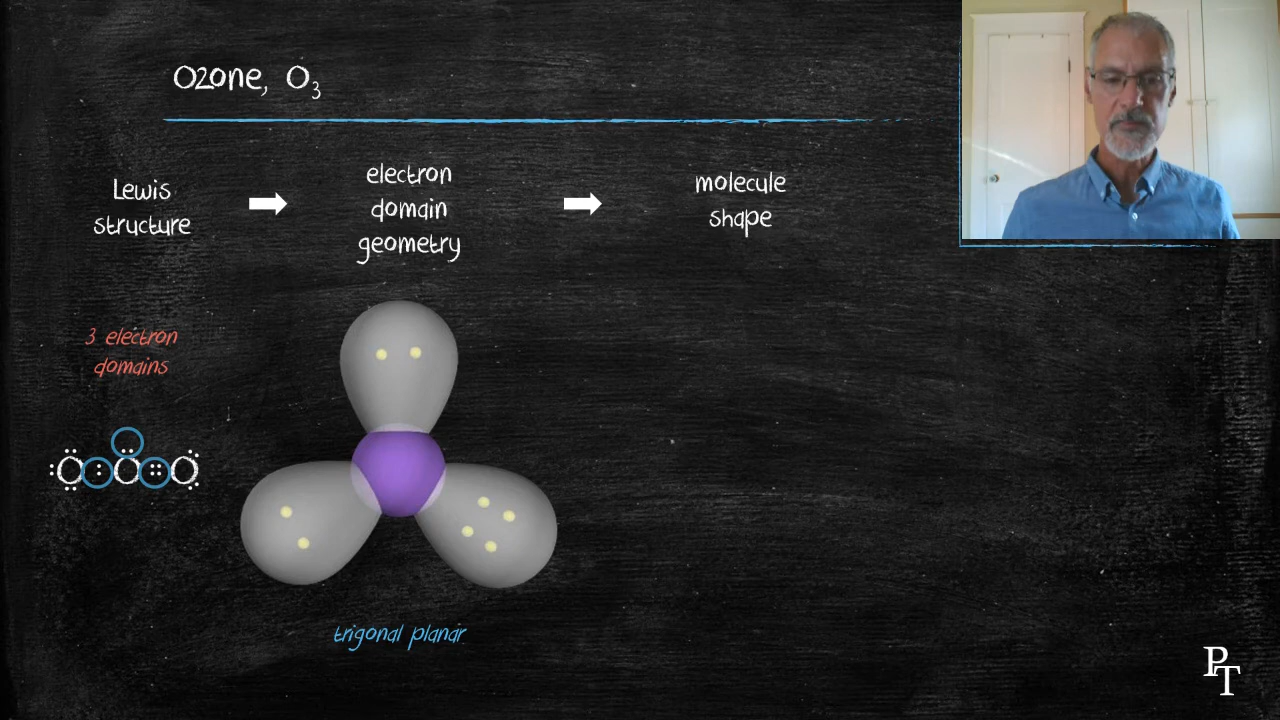 Ozone, O₃
Lewis
structure
electron
domain
geometry
molecule
shape
3 electron
domains
O O O
trigonal planar
PT